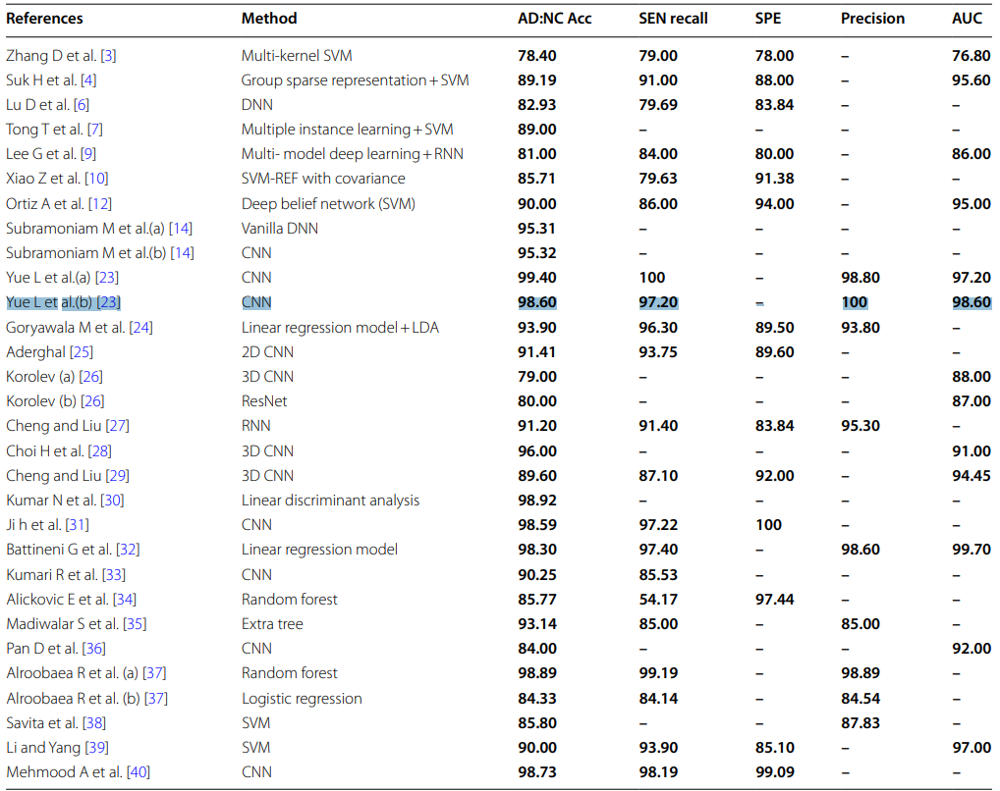 References Method AD:NC Acc SEN recall SPE Precision AUC
Zhang D et al. [3] Multi-kernel SVM 78.40 79.00 78.00 – 76.80
Suk H et al. [4] Group sparse representation + SVM 89.19 91.00 88.00 – 95.60
Lu D et al. [6] DNN 82.93 79.69 83.84 – –
Tong T et al. [7] Multiple instance learning + SVM 89.00 – – – –
Lee G et al. [9] Multi- model deep learning + RNN 81.00 84.00 80.00 – 86.00
Xiao Z et al. [10] SVM-REF with covariance 85.71 79.63 91.38 – –
Ortiz A et al. [12] Deep belief network (SVM) 90.00 86.00 94.00 – 95.00
Subramoniam M et al.(a) [14] Vanilla DNN 95.31 – – – –
Subramoniam M et al.(b) [14] CNN 95.32 – – – –
Yue L et al.(a) [23] CNN 99.40 100 – 98.80 97.20
Yue L et al.(b) [23] CNN 98.60 97.20 – 100 98.60
Goryawala M et al. [24] Linear regression model + LDA 93.90 96.30 89.50 93.80 –
Aderghal [25] 2D CNN 91.41 93.75 89.60 – –
Korolev (a) [26] 3D CNN 79.00 – – – 88.00
Korolev (b) [26] ResNet 80.00 – – – 87.00
Cheng and Liu [27] RNN 91.20 91.40 83.84 95.30 –
Choi H et al. [28] 3D CNN 96.00 – – – 91.00
Cheng and Liu [29] 3D CNN 89.60 87.10 92.00 – 94.45
Kumar N et al. [30] Linear discriminant analysis 98.92 – – – –
Ji h et al. [31] CNN 98.59 97.22 100 – –
Battineni G et al. [32] Linear regression model 98.30 97.40 – 98.60 99.70
Kumari R et al. [33] CNN 90.25 85.53 – – –
Alickovic E et al. [34] Random forest 85.77 54.17 97.44 – –
Madiwalar S et al. [35] Extra tree 93.14 85.00 – 85.00 –
Pan D et al. [36] CNN 84.00 – – – 92.00
Alroobaea R et al. (a) [37] Random forest 98.89 99.19 – 98.89 –
Alroobaea R et al. (b) [37] Logistic regression 84.33 84.14 – 84.54 –
Savita et al. [38] SVM 85.80 – – 87.83 –
Li and Yang [39] SVM 90.00 93.90 85.10 – 97.00
Mehmood A et al. [40] CNN 98.73 98.19 99.09 – –